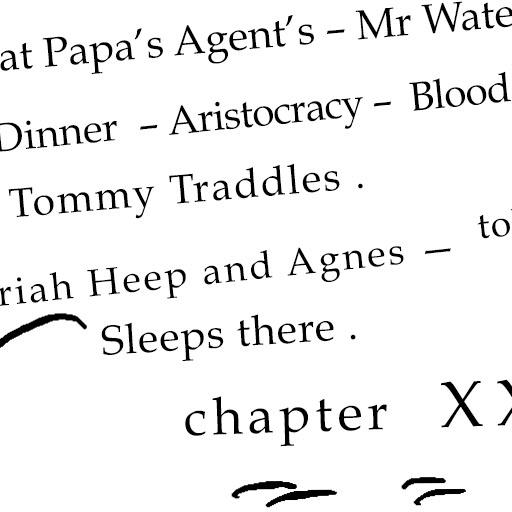 at Papa's Agent's – Mr Wate
Dinner – Aristocracy – Blood
Tommy Traddles .
riah Heep and Agnes – to
Sleeps there .
chapter XX